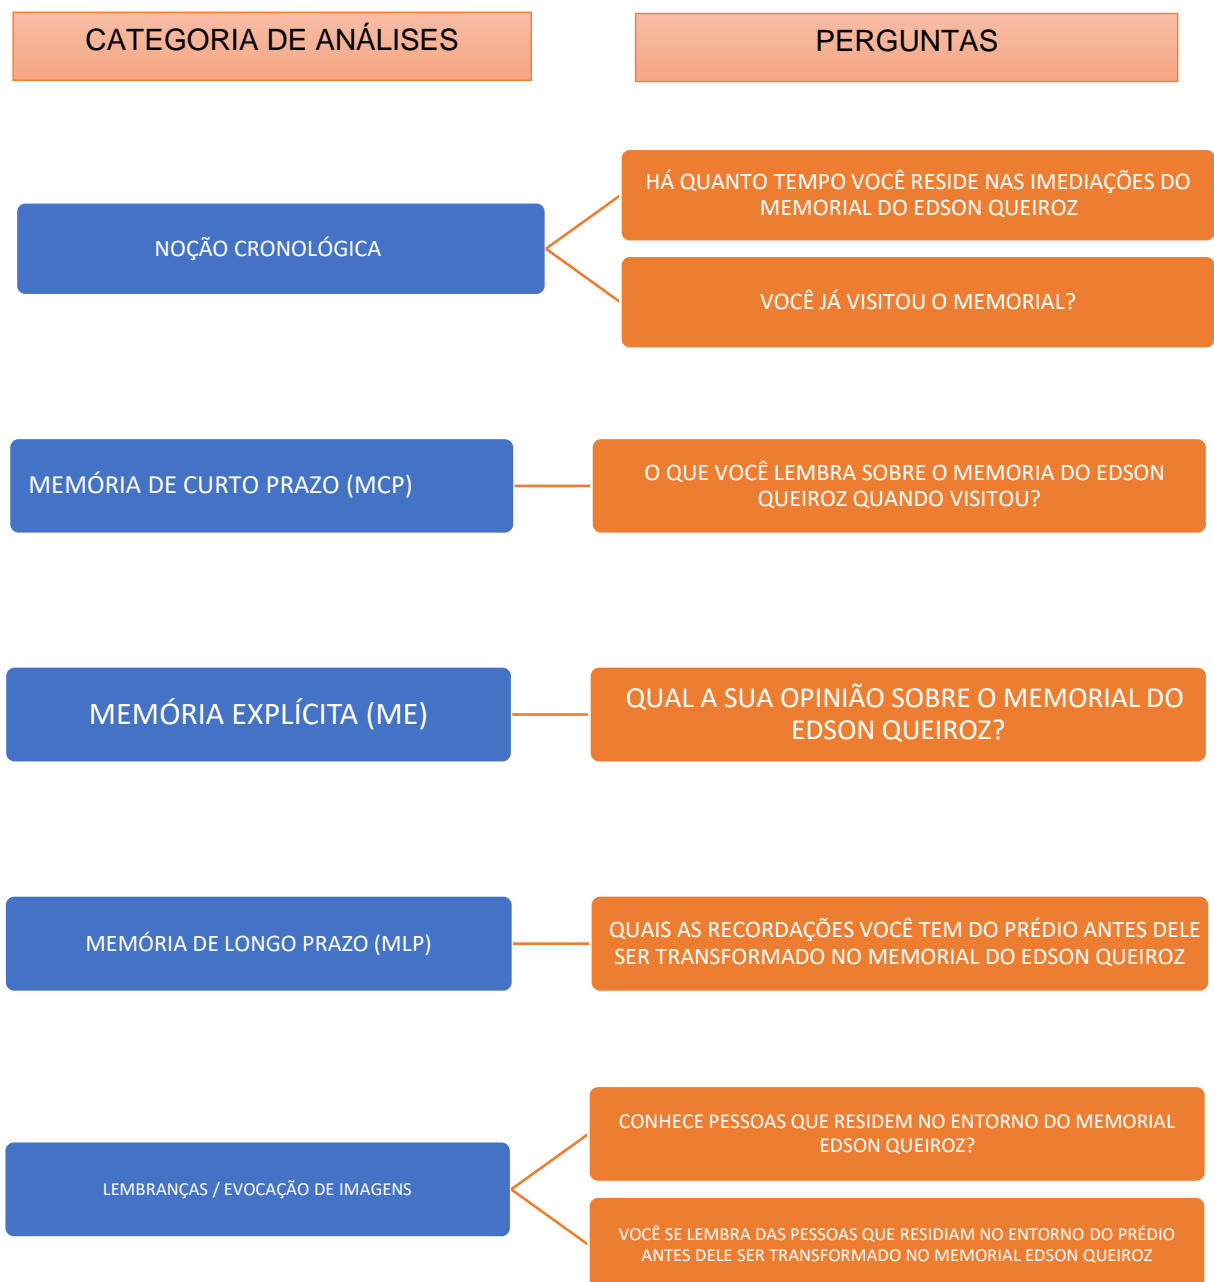 CATEGORIA DE ANÁLISES
PERGUNTAS
NOÇÃO CRONOLÓGICA
HÁ QUANTO TEMPO VOCÊ RESIDE NAS IMEDIAÇÕES DO
MEMORIAL DO EDSON QUEIROZ
VOCÊ JÁ VISITOU O MEMORIAL?
MEMÓRIA DE CURTO PRAZO (MCP)
O QUE VOCÊ LEMBRA SOBRE O MEMORIA DO EDSON
QUEIROZ QUANDO VISITOU?
MEMÓRIA EXPLÍCITA (ME)
QUAL A SUA OPINIÃO SOBRE O MEMORIAL DO
EDSON QUEIROZ?
MEMÓRIA DE LONGO PRAZO (MLP)
QUAIS AS RECORDAÇÕES VOCÊ TEM DO PRÉDIO ANTES DELE
SER TRANSFORMADO NO MEMORIAL DO EDSON QUEIROZ
LEMBRANÇAS / EVOCAÇÃO DE IMAGENS
CONHECE PESSOAS QUE RESIDEM NO ENTORNO DO MEMORIAL
EDSON QUEIROZ?
VOCÊ SE LEMBRA DAS PESSOAS QUE RESIDIAM NO ENTORNO DO PRÉDIO
ANTES DELE SER TRANSFORMADO NO MEMORIAL EDSON QUEIROZ